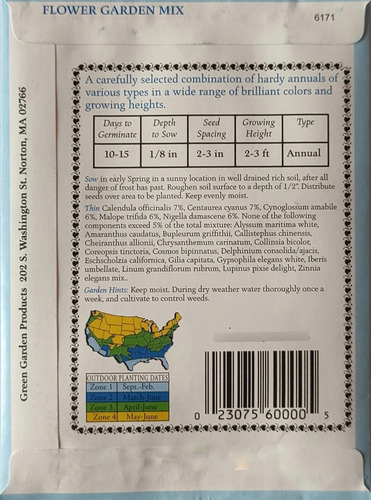 FLOWER GARDEN MIX
6171
Green Garden Products 202 S. Washington St. Norton, MA 02766
A carefully selected combination of hardy annuals of
various types in a wide range of brilliant colors and
growing heights.
Days to Germinate | Depth to Sow | Seed Spacing | Growing Height | Type
10-15 | 1/8 in | 2-3 in | 2-3 ft | Annual
Sow in early Spring in a sunny location in well drained rich soil, after all
danger of frost has past. Roughen soil surface to a depth of 1/2". Distribute
seeds over area to be planted. Keep evenly moist.
Thin Calendula officinalis 7%, Centaurea cyanus 7%, Cynoglossum amabile
6%, Malope trifida 6%, Nigella damascene 6%. None of the following
components exceed 5% of the total mixture: Alyssum maritima white,
Amaranthus caudatus, Bupleurum griffithii, Callistephus chinensis,
Cheiranthus allionii, Chrysanthemum carinatum, Collinsia bicolor,
Coreopsis tinctoria, Cosmos bipinnatus, Delphinium consolida/ajacis,
Eschscholzia californica, Gilia capitata, Gypsophila elegans white, Iberis
umbellate, Linum grandiflorum rubrum, Lupinus pixie delight, Zinnia
elegans mix..
Garden Hints: Keep moist. During dry weather water thoroughly once a
week, and cultivate to control weeds.
OUTDOOR PLANTING DATES
Zone 1 Sept.-Feb.
Zone 2 March-June
Zone 3 April-June
Zone 4 May-June
0 23075 60000 5